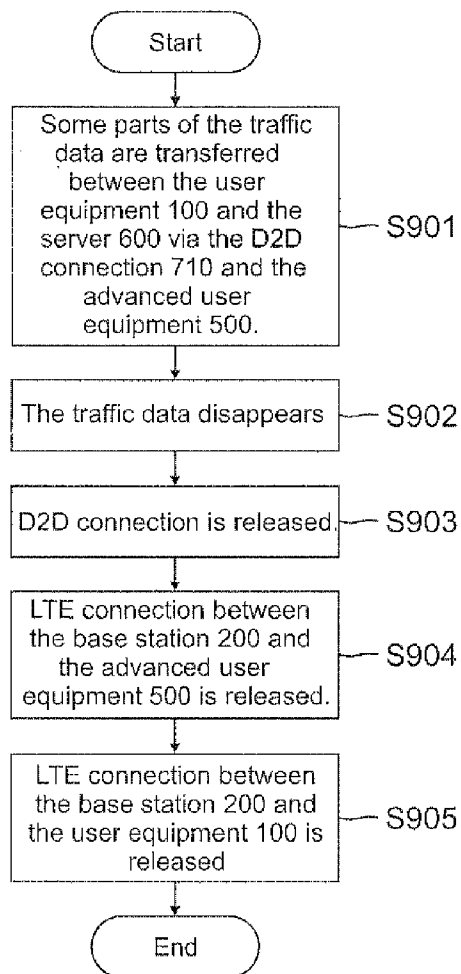 Start
Some parts of the traffic
data are transferred
between the user
equipment 100 and the
server 600 via the D2D
connection 710 and the
advanced user
equipment 500.
S901
The traffic data disappears
S902
D2D connection is released.
S903
LTE connection between
the base station 200 and
the advanced user
equipment 500 is released.
S904
LTE connection between
the base station 200 and
the user equipment 100 is
released
S905
End